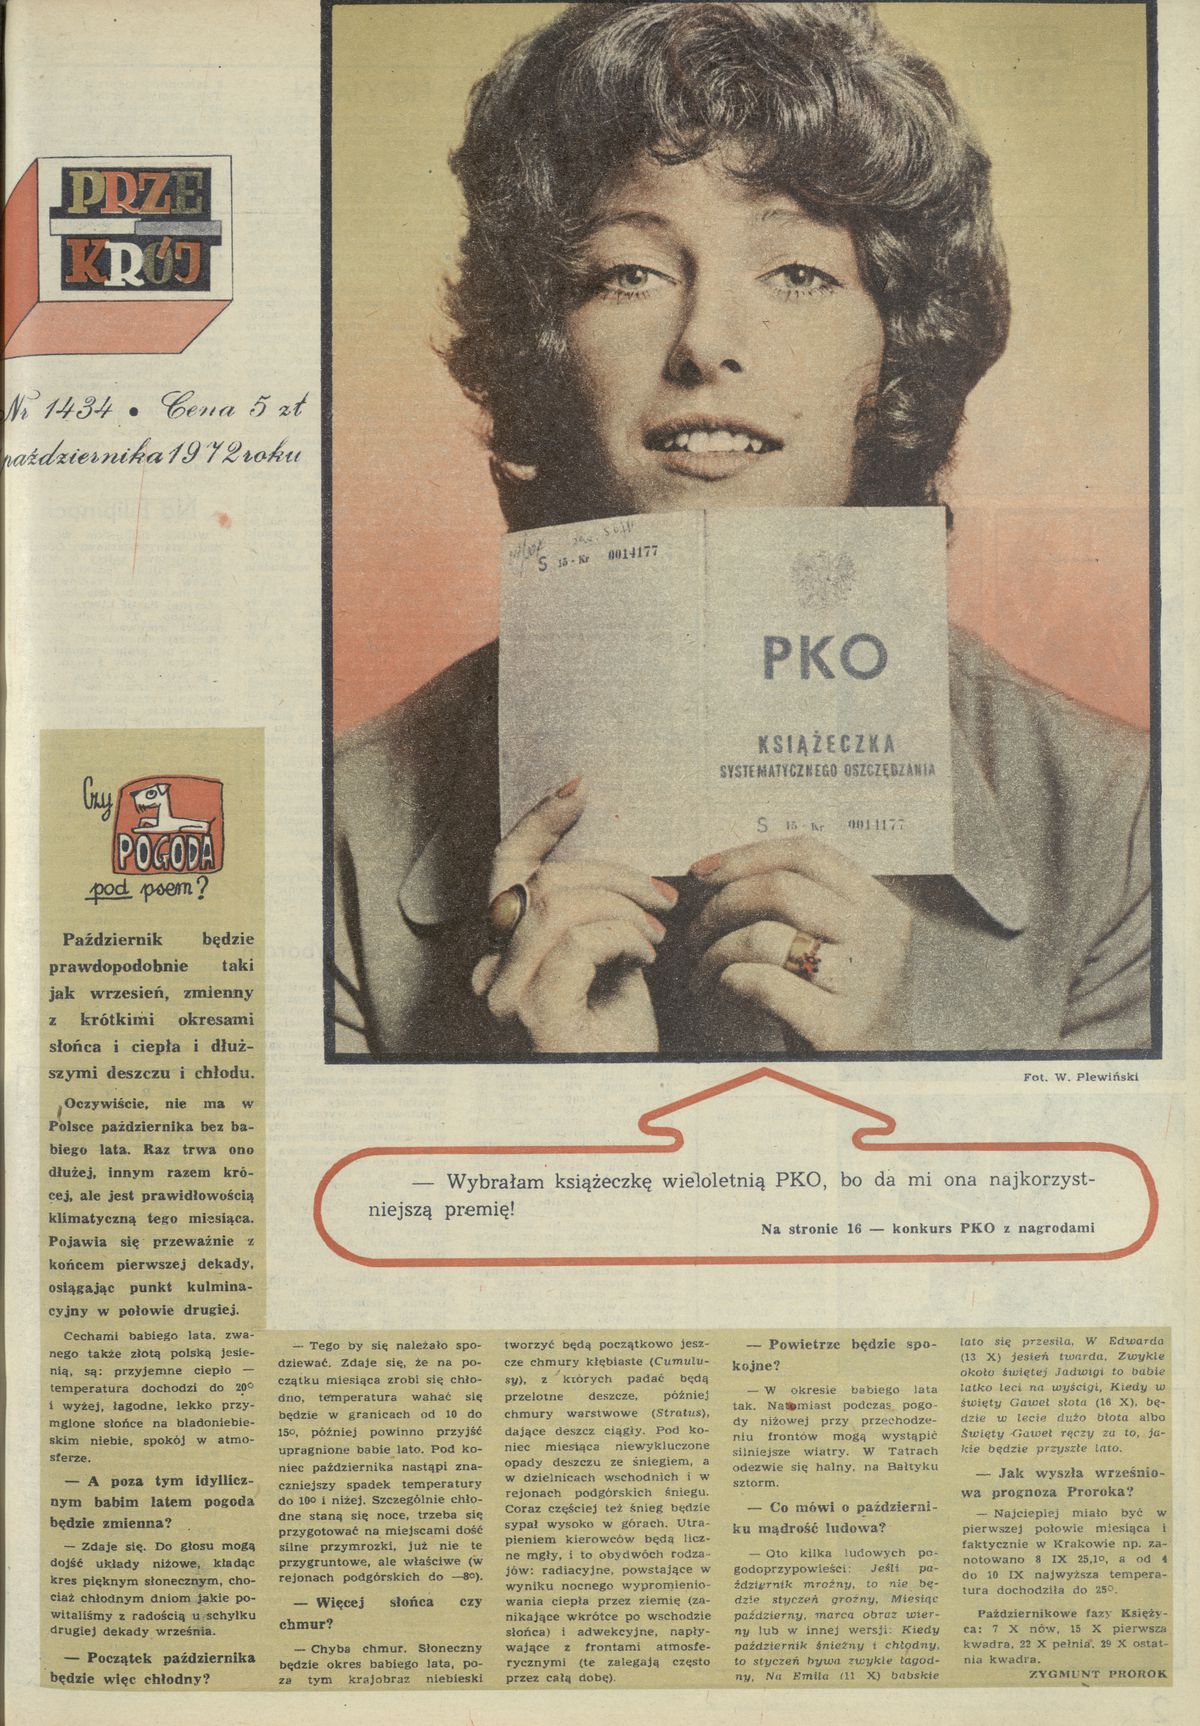 PRZE
KRÓJ
Nr 1434 • Cena 5 zł
października 1972 roku
S 15 - Kr 0014177
PKO
KSIĄŻECZKA
SYSTEMATYCZNEGO OSZCZĘDZANIA
S 15 - Kr 0014177
Fot. W. Plewiński
— Wybrałam książeczkę wieloletnią PKO, bo da mi ona najkorzyst-
niejszą premię!
Na stronie 16 — konkurs PKO z nagrodami
Czy
POGODA
pod psem?
Październik będzie
prawdopodobnie taki
jak wrzesień, zmienny
z krótkimi okresami
słońca i ciepła i dłuż-
szymi deszczu i chłodu.
Oczywiście, nie ma w
Polsce października bez ba-
biego lata. Raz trwa ono
dłużej, innym razem kró-
cej, ale jest prawidłowością
klimatyczną tego miesiąca.
Pojawia się przeważnie z
końcem pierwszej dekady,
osiągając punkt kulmina-
cyjny w połowie drugiej.
Cechami babiego lata, zwa-
nego także złotą polską jesie-
nią, są: przyjemne ciepło —
temperatura dochodzi do 20°
i wyżej, łagodne, lekko przy-
mglone słońce na bladoniebie-
skim niebie, spokój w atmo-
sferze.
— A poza tym idyllicz-
nym babim latem pogoda
będzie zmienna?
— Zdaje się. Do głosu mogą
dojść układy niżowe, kładąc
kres pięknym słonecznym, cho-
ciaż chłodnym dniom jakie po-
witaliśmy z radością u schyłku
drugiej dekady września.
— Początek października
będzie więc chłodny?
— Tego by się należało spo-
dziewać. Zdaje się, że na po-
czątku miesiąca zrobi się chło-
dno, temperatura wahać się
będzie w granicach od 10 do
15°, później powinno przyjść
upragnione babie lato. Pod ko-
niec października nastąpi zna-
czniejszy spadek temperatury
do 10° i niżej. Szczególnie chło-
dne staną się noce, trzeba się
przygotować na miejscami dość
silne przymrozki, już nie te
przygruntowe, ale właściwe (w
rejonach podgórskich do —8°).
— Więcej słońca czy
chmur?
— Chyba chmur. Słoneczny
będzie okres babiego lata, po-
za tym krajobraz niebieski
tworzyć będą początkowo jesz-
cze chmury kłębiaste (Cumulu-
sy), z których padać będą
przelotne deszcze, później
chmury warstwowe (Stratus),
dające deszcz ciągły. Pod ko-
niec miesiąca niewykluczone
opady deszczu ze śniegiem, a
w dzielnicach wschodnich i w
rejonach podgórskich śniegu.
Coraz częściej też śnieg będzie
sypał wysoko w górach. Utra-
pieniem kierowców będą licz-
ne mgły, i to obydwóch rodza-
jów: radiacyjne, powstające w
wyniku nocnego wypromienio-
wania ciepła przez ziemię (za-
nikające wkrótce po wschodzie
słońca) i adwekcyjne, napły-
wające z frontami atmosfe-
rycznymi (te zalegają często
przez całą dobę).
— Powietrze będzie spo-
kojne?
— W okresie babiego lata
tak. Natomiast podczas pogo-
dy niżowej przy przechodze-
niu frontów mogą wystąpić
silniejsze wiatry. W Tatrach
odezwie się halny, na Bałtyku
sztorm.
— Co mówi o październi-
ku mądrość ludowa?
— Oto kilka ludowych po-
godoprzypowieści: Jeśli pa-
ździernik mroźny, to nie bę-
dzie styczeń groźny, Miesiąc
październy, marca obraz wier-
ny lub w innej wersji: Kiedy
październik śnieżny i chłodny,
to styczeń bywa zwykle łagod-
ny, Na Emila (11 X) babskie
lato się przesila, W Edwarda
(13 X) jesień twarda, Zwykle
około świętej Jadwigi to babie
latko leci na wyścigi, Kiedy w
święty Gaweł słota (16 X), bę-
dzie w lecie dużo błota albo
Święty Gaweł ręczy za to, ja-
kie będzie przyszłe lato.
— Jak wyszła wrześnio-
wa prognoza Proroka?
— Najcieplej miało być w
pierwszej połowie miesiąca i
faktycznie w Krakowie np. za-
notowano 8 IX 25,1°, a od 4
do 10 IX najwyższa tempera-
tura dochodziła do 25°.
Październikowe fazy Księży-
ca: 7 X nów, 15 X pierwsza
kwadra, 22 X pełnia, 29 X ostat-
nia kwadra.
ZYGMUNT PROROK